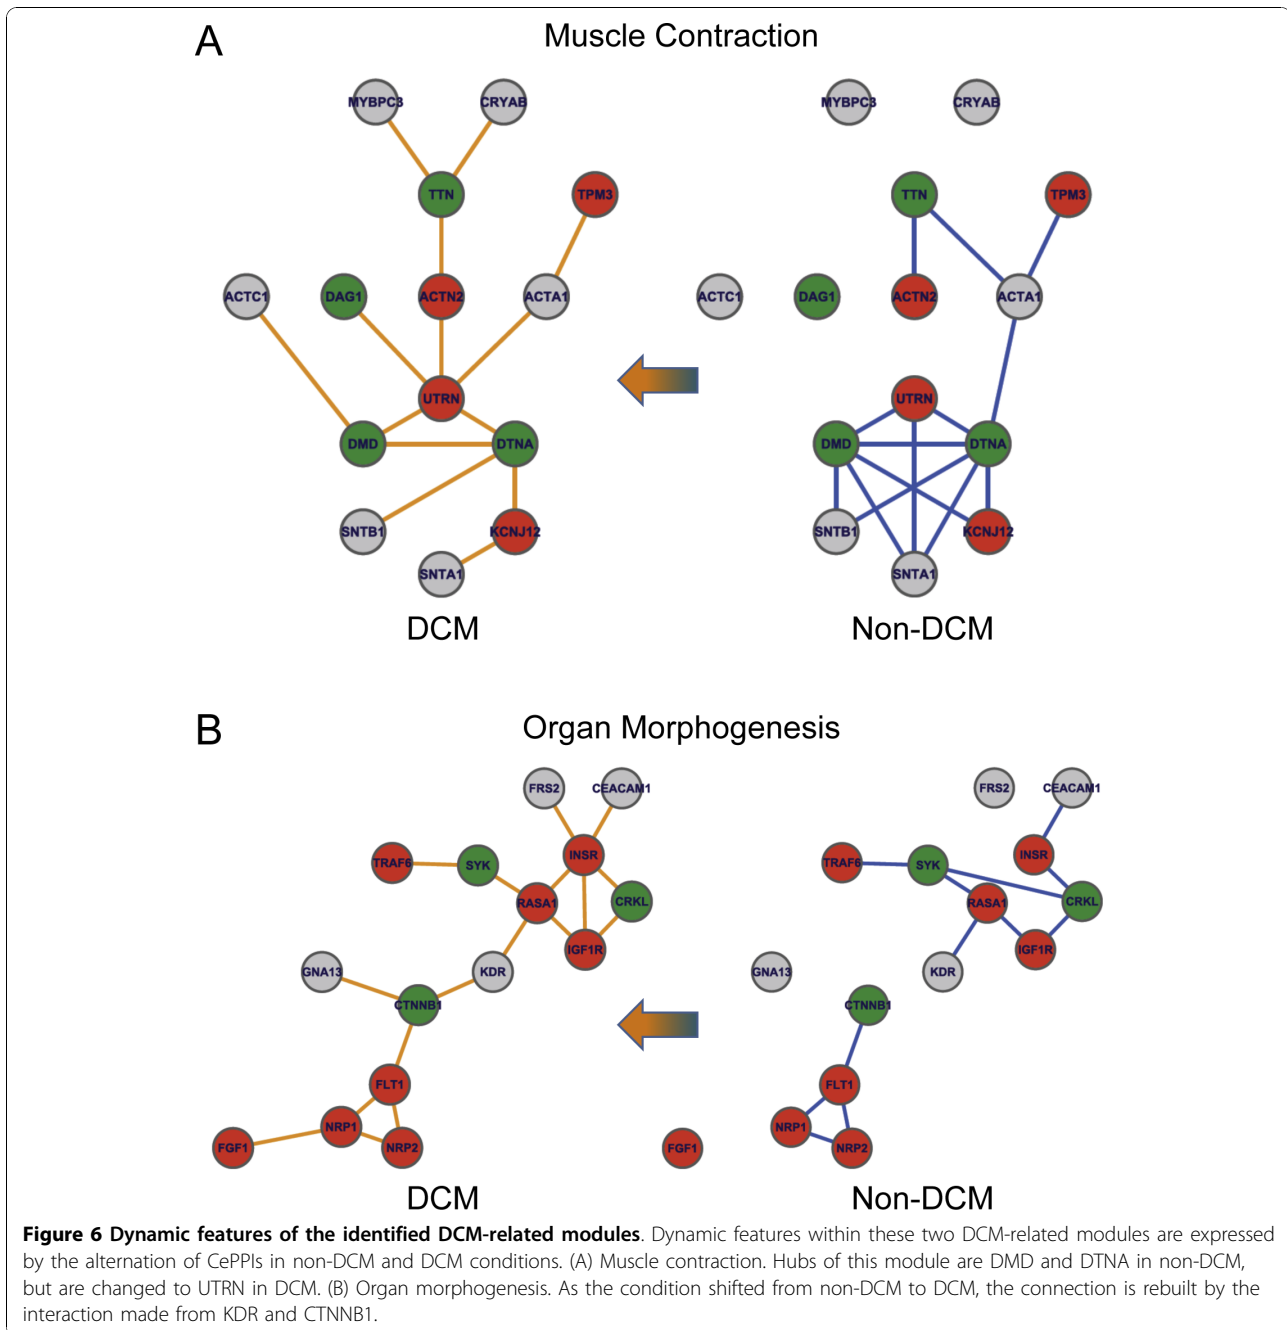 A
Muscle Contraction
MYBPC3 CRYAB MYBPC3 CRYAB
TTN TPM3 TTN TPM3
ACTC1 DAG1 ACTN2 ACTA1 ACTC1 DAG1 ACTN2 ACTA1
UTRN UTRN
DMD DTNA DMD DTNA
SNTB1 KCNJ12 SNTB1 KCNJ12
SNTA1 SNTA1
DCM Non-DCM
B
Organ Morphogenesis
FRS2 CEACAM1 FRS2 CEACAM1
TRAF6 SYK INSR TRAF6 SYK INSR
RASA1 CRKL RASA1 CRKL
IGF1R IGF1R
GNA13 KDR GNA13 KDR
CTNNB1 CTNNB1
FLT1 FLT1
NRP1 NRP1
FGF1 NRP2 FGF1 NRP2
DCM Non-DCM
Figure 6 Dynamic features of the identified DCM-related modules. Dynamic features within these two DCM-related modules are expressed
by the alternation of CePPIs in non-DCM and DCM conditions. (A) Muscle contraction. Hubs of this module are DMD and DTNA in non-DCM,
but are changed to UTRN in DCM. (B) Organ morphogenesis. As the condition shifted from non-DCM to DCM, the connection is rebuilt by the
interaction made from KDR and CTNNB1.